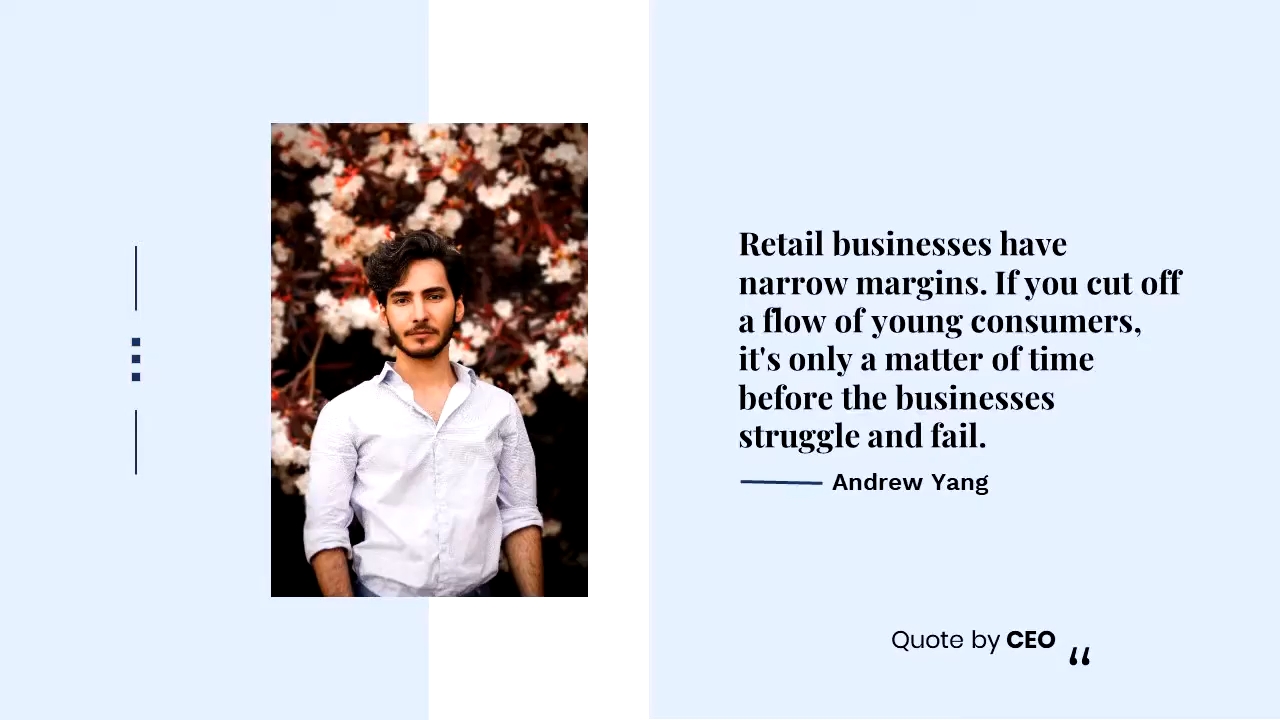 Retail businesses have
narrow margins. If you cut off
a flow of young consumers,
it's only a matter of time
before the businesses
struggle and fail.
Andrew Yang
Quote by CEO “